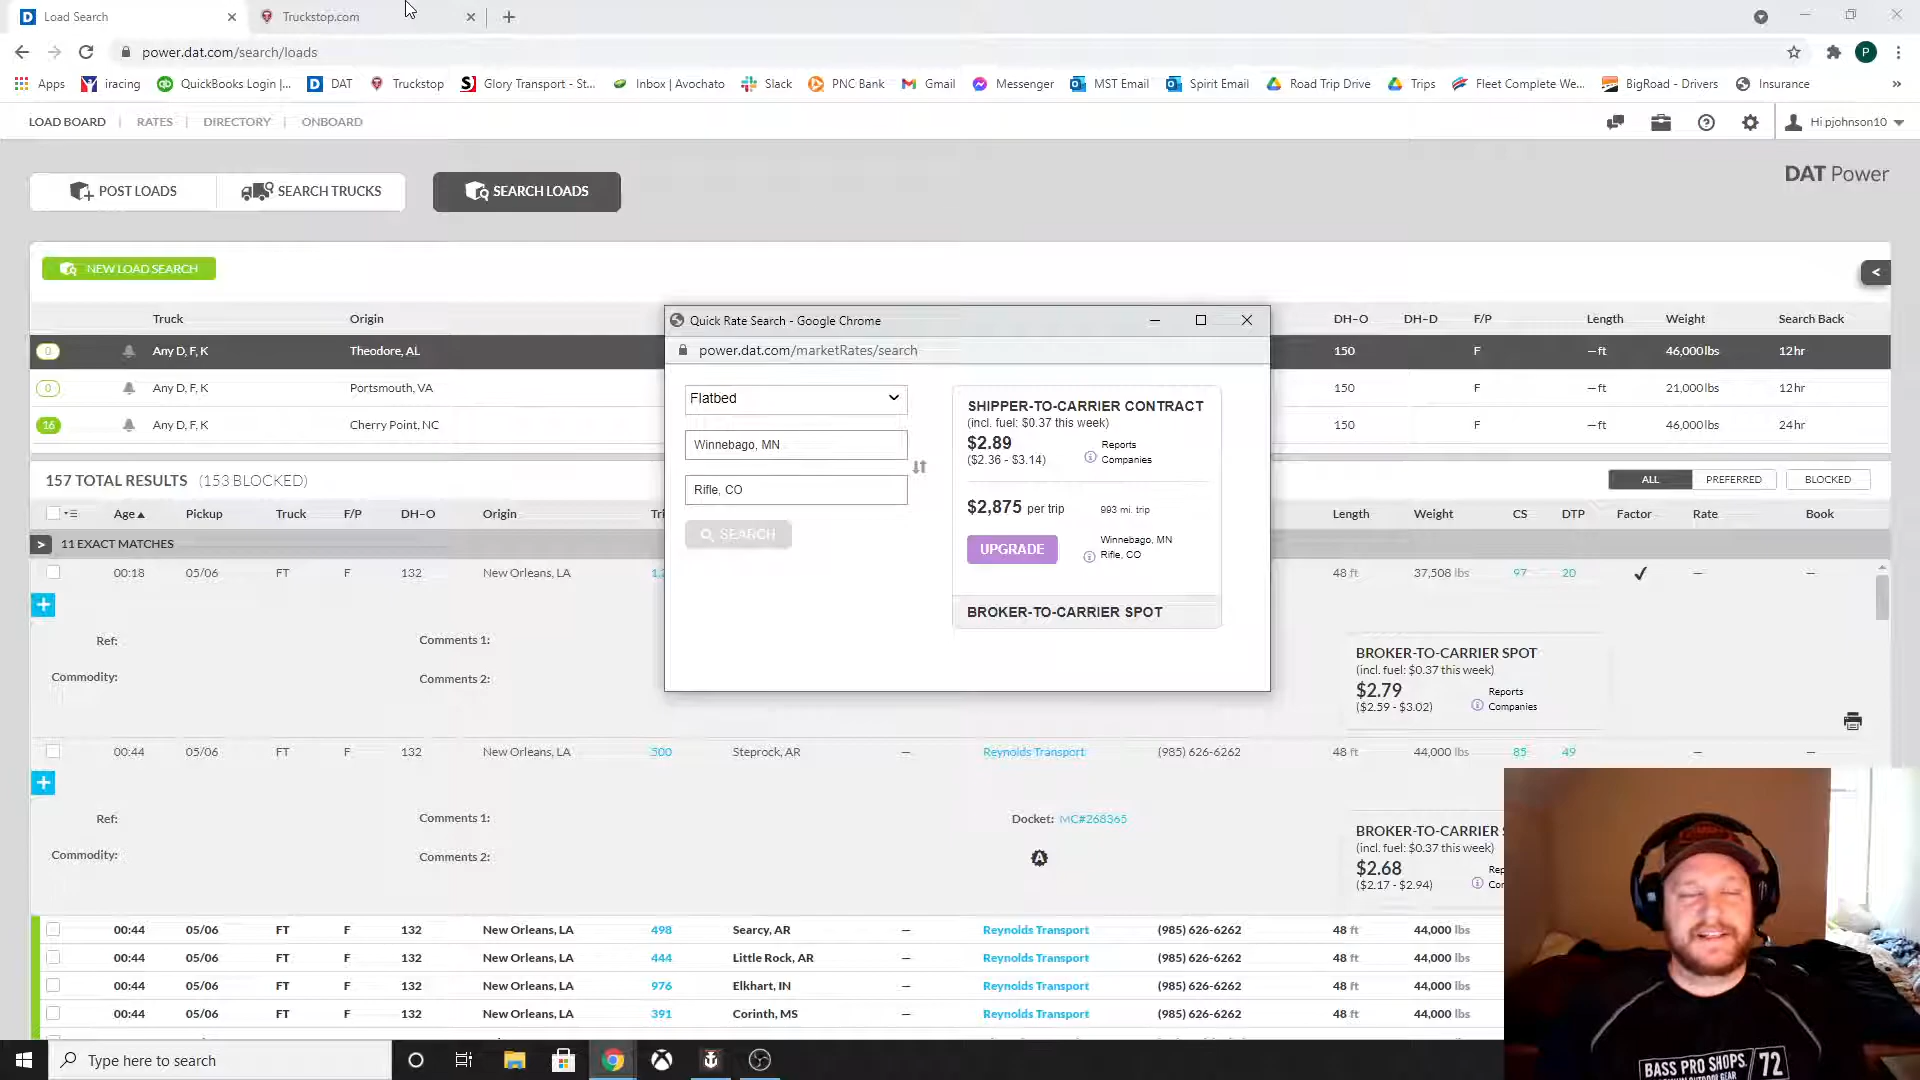 Load Search
Truckstop.com
power.dat.com/search/loads
P
Apps
iracing
QuickBooks Login |...
DAT
Truckstop
Glory Transport - St...
Inbox | Avochato
Slack
PNC Bank
Gmail
Messenger
MST Email
Spirit Email
Road Trip Drive
Trips
Fleet Complete We...
BigRoad - Drivers
Insurance
»
LOAD BOARD
RATES
DIRECTORY
ONBOARD
Hi pjohnson10
POST LOADS
SEARCH TRUCKS
SEARCH LOADS
DAT Power
NEW LOAD SEARCH
<
Truck Origin DH–O DH–D F/P Length Weight Search Back
0 Any D, F, K Theodore, AL 150 F — ft 46,000 lbs 12 hr
0 Any D, F, K Portsmouth, VA 150 F — ft 21,000 lbs 12 hr
16 Any D, F, K Cherry Point, NC 150 F — ft 46,000 lbs 24 hr
Quick Rate Search - Google Chrome
power.dat.com/marketRates/search
Flatbed
Winnebago, MN
Rifle, CO
SEARCH
SHIPPER-TO-CARRIER CONTRACT
(incl. fuel: $0.37 this week)
$2.89
($2.36 - $3.14)
Reports
Companies
$2,875 per trip
993 mi. trip
UPGRADE
Winnebago, MN
Rifle, CO
BROKER-TO-CARRIER SPOT
157 TOTAL RESULTS (153 BLOCKED)
ALL
PREFERRED
BLOCKED
Age Pickup Truck F/P DH–O Origin Length Weight CS DTP Factor Rate Book
> 11 EXACT MATCHES
00:18 05/06 FT F 132 New Orleans, LA 48 ft 37,508 lbs 97 20 — —
+
Ref:
Comments 1:
Commodity:
Comments 2:
BROKER-TO-CARRIER SPOT
(incl. fuel: $0.37 this week)
$2.79
($2.59 - $3.02)
Reports
Companies
00:44 05/06 FT F 132 New Orleans, LA 500 Steprock, AR — Reynolds Transport (985) 626-6262 48 ft 44,000 lbs 85 49 — —
+
Ref:
Comments 1:
Docket: MC#268365
Commodity:
Comments 2:
A
BROKER-TO-CARRIER
(incl. fuel: $0.37 this week)
$2.68
($2.17 - $2.94)
00:44 05/06 FT F 132 New Orleans, LA 498 Searcy, AR — Reynolds Transport (985) 626-6262 48 ft 44,000 lbs
00:44 05/06 FT F 132 New Orleans, LA 444 Little Rock, AR — Reynolds Transport (985) 626-6262 48 ft 44,000 lbs
00:44 05/06 FT F 132 New Orleans, LA 976 Elkhart, IN — Reynolds Transport (985) 626-6262 48 ft 44,000 lbs
00:44 05/06 FT F 132 New Orleans, LA 391 Corinth, MS — Reynolds Transport (985) 626-6262 48 ft 44,000 lbs
Type here to search
BASS PRO SHOPS. 72